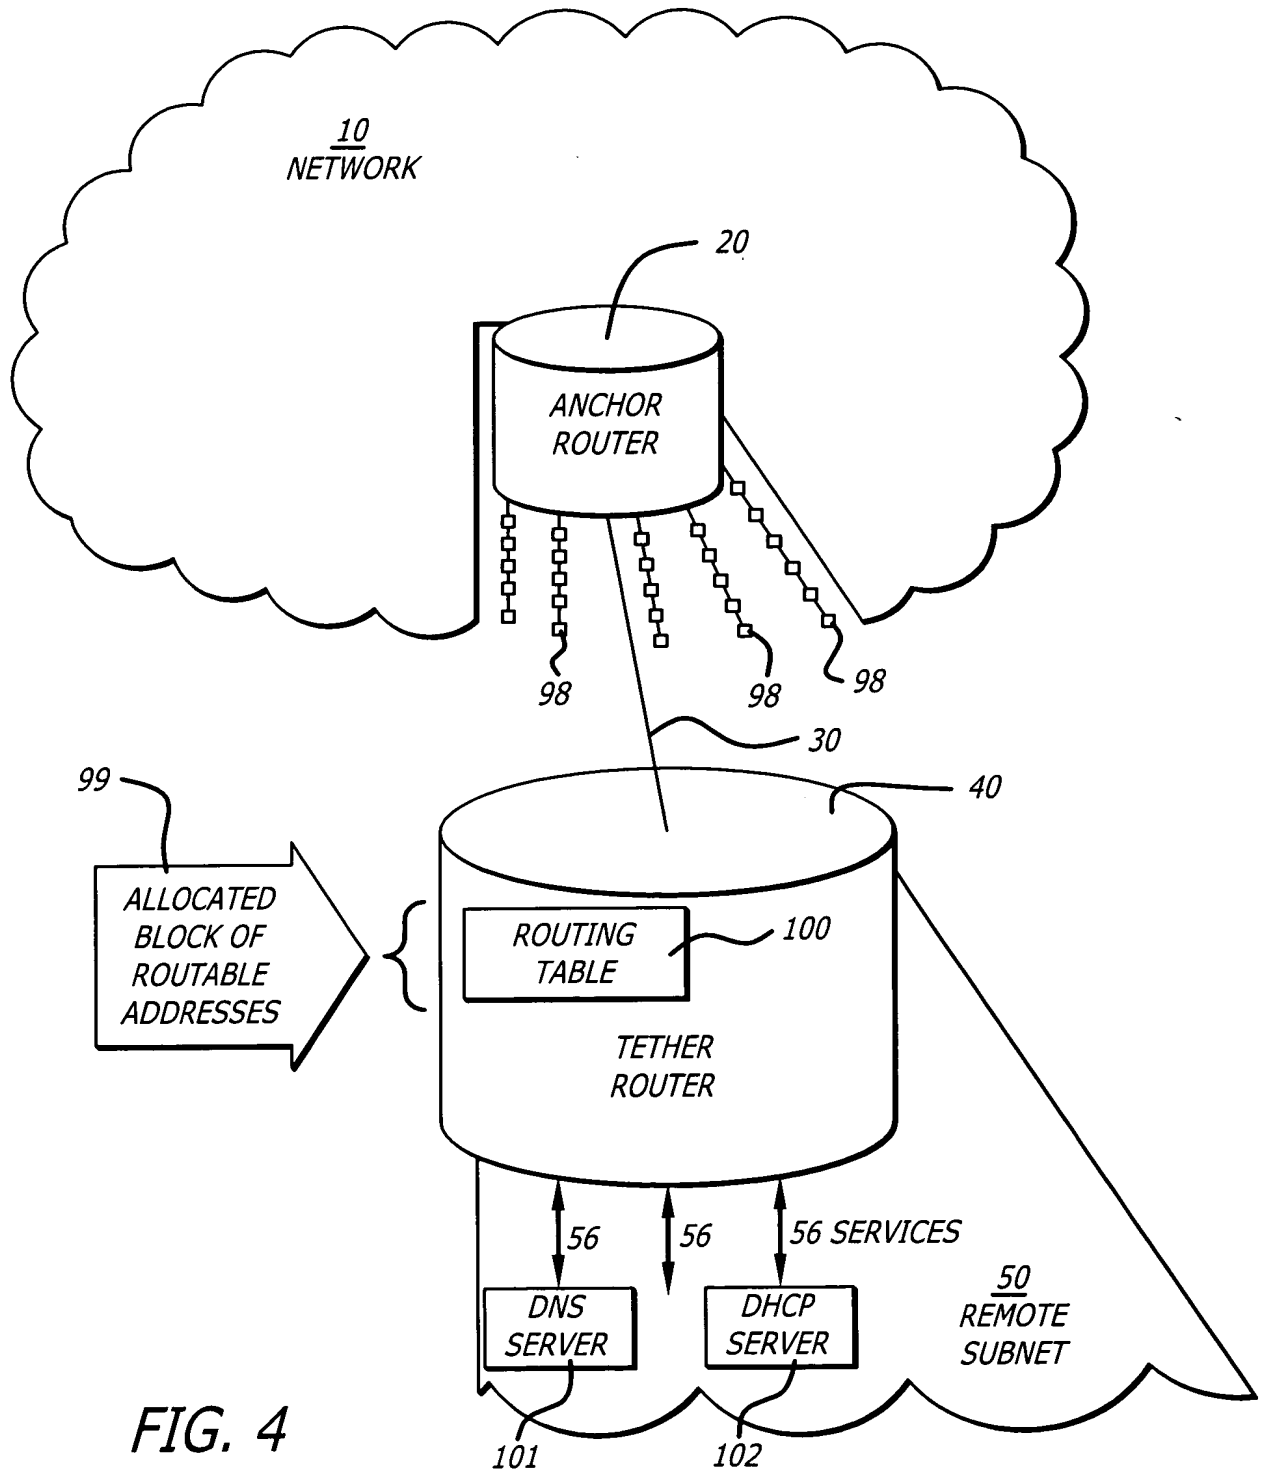 10
NETWORK
20
ANCHOR
ROUTER
98
98
98
30
99
40
ALLOCATED
BLOCK OF
ROUTABLE
ADDRESSES
ROUTING
TABLE
100
TETHER
ROUTER
56
56
56 SERVICES
50
REMOTE
SUBNET
DNS
SERVER
DHCP
SERVER
101
102
FIG. 4